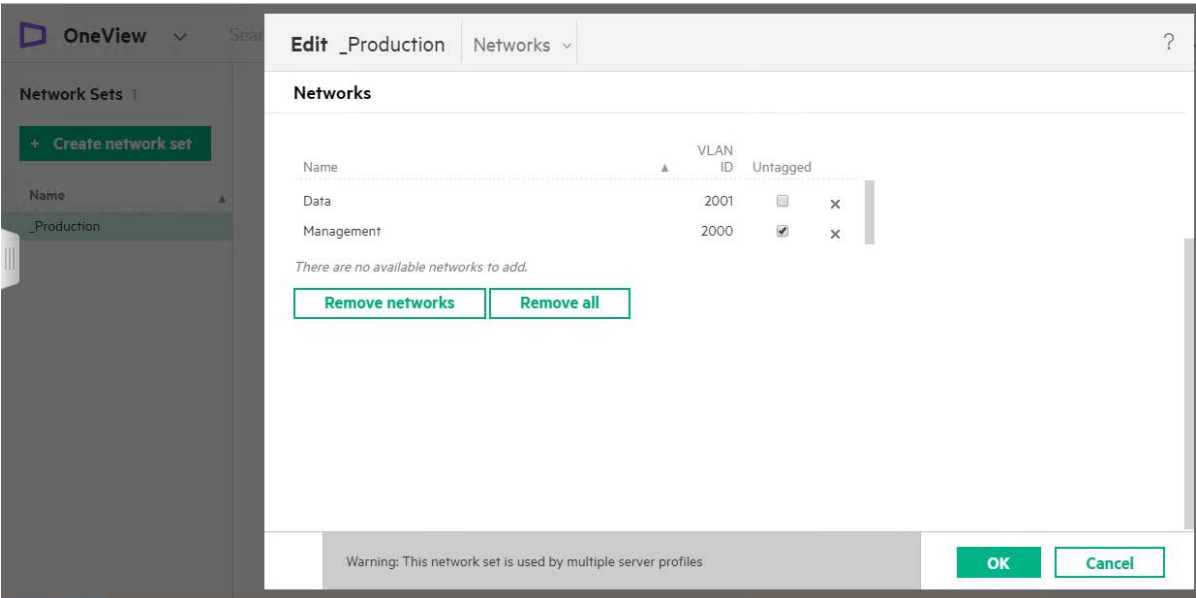 OneView
Sear
Edit _Production Networks
?
Network Sets 1
Networks
+ Create network set
Name VLAN ID Untagged
Name
Data 2001
_Production
Management 2000
There are no available networks to add.
Remove networks Remove all
Warning: This network set is used by multiple server profiles
OK Cancel